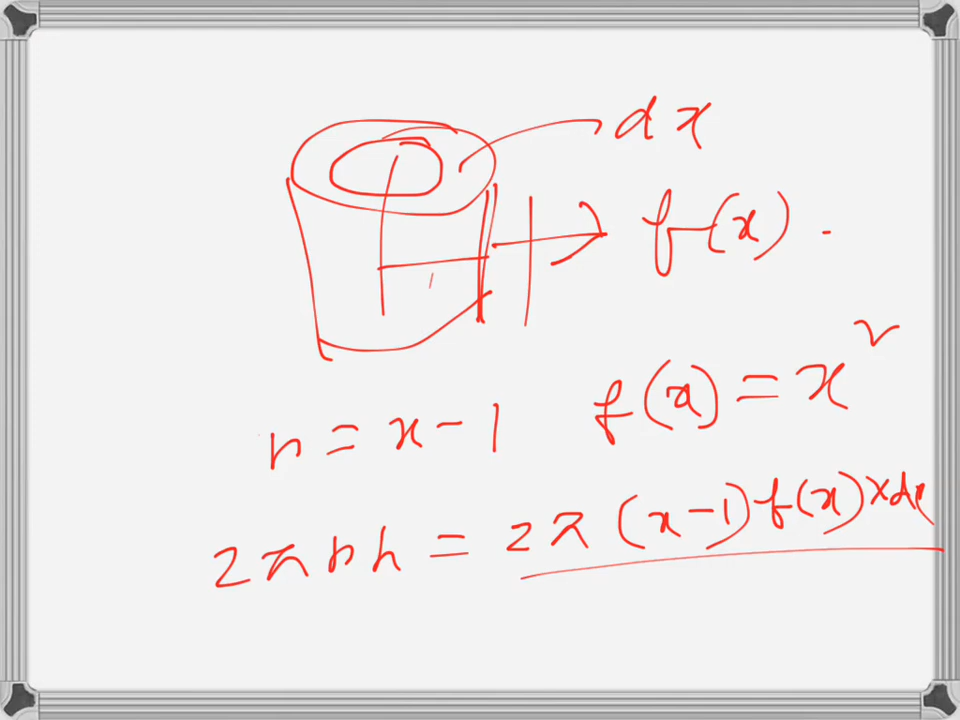 dx
f(x)
r = x - 1 f(x) = x²
2πrh = 2π (x-1) f(x) × dx